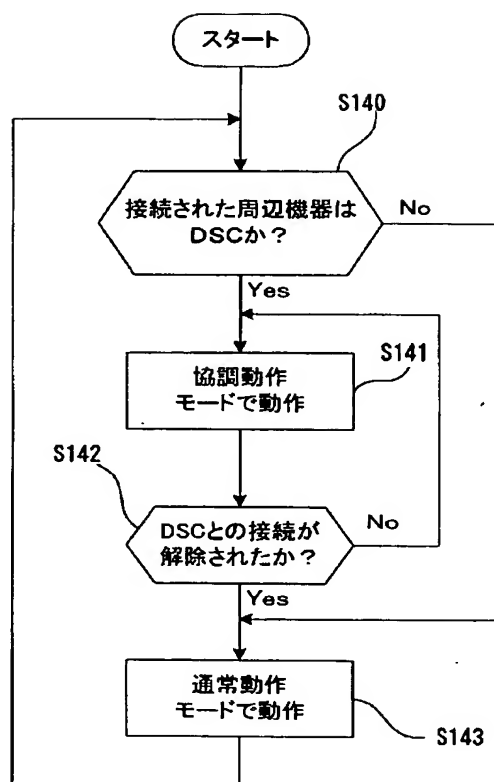 スタート
S140
接続された周辺機器は
DSCか？
No
Yes
S141
協調動作
モードで動作
S142
DSCとの接続が
解除されたか？
No
Yes
通常動作
モードで動作
S143